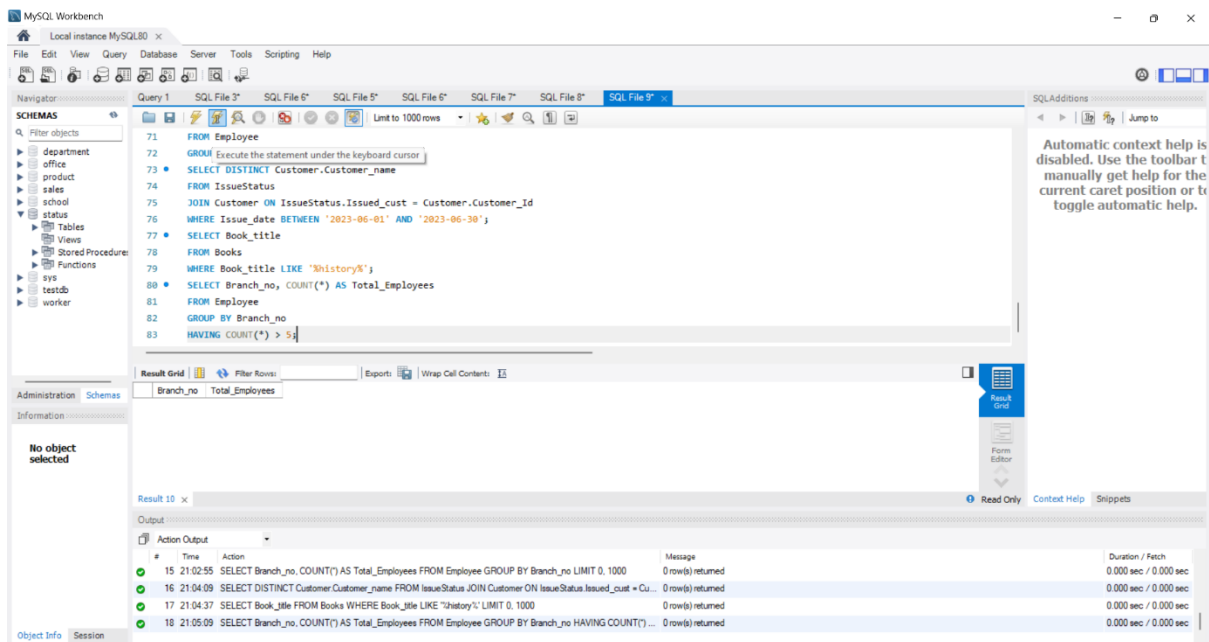 MySQL Workbench
Local instance MySQL80
File Edit View Query Database Server Tools Scripting Help
Navigator
SCHEMAS
Filter objects
department
office
product
sales
school
status
Tables
Views
Stored Procedures
Functions
sys
testdb
worker
Administration Schemas
Information
No object
selected
Object Info Session
Query 1 SQL File 3* SQL File 6* SQL File 5* SQL File 6* SQL File 7* SQL File 8* SQL File 9*
Limit to 1000 rows
71 FROM Employee
72 GROU
Execute the statement under the keyboard cursor
73 SELECT DISTINCT Customer.Customer_name
74 FROM IssueStatus
75 JOIN Customer ON IssueStatus.Issued_cust = Customer.Customer_Id
76 WHERE Issue_date BETWEEN '2023-06-01' AND '2023-06-30';
77 SELECT Book_title
78 FROM Books
79 WHERE Book_title LIKE '%history%';
80 SELECT Branch_no, COUNT(*) AS Total_Employees
81 FROM Employee
82 GROUP BY Branch_no
83 HAVING COUNT(*) > 5;
Result Grid Filter Rows: Export: Wrap Cell Content:
Branch_no Total_Employees
Result
Grid
Form
Editor
Result 10 Read Only
Output
Action Output
# Time Action Message Duration / Fetch
15 21:02:55 SELECT Branch_no, COUNT(*) AS Total_Employees FROM Employee GROUP BY Branch_no LIMIT 0, 1000 0 row(s) returned 0.000 sec / 0.000 sec
16 21:04:09 SELECT DISTINCT Customer.Customer_name FROM IssueStatus JOIN Customer ON IssueStatus.Issued_cust = Cu... 0 row(s) returned 0.000 sec / 0.000 sec
17 21:04:37 SELECT Book_title FROM Books WHERE Book_title LIKE '%history%' LIMIT 0, 1000 0 row(s) returned 0.000 sec / 0.000 sec
18 21:05:09 SELECT Branch_no, COUNT(*) AS Total_Employees FROM Employee GROUP BY Branch_no HAVING COUNT(*) ... 0 row(s) returned 0.000 sec / 0.000 sec
SQLAdditions
Jump to
Automatic context help is
disabled. Use the toolbar t
manually get help for the
current caret position or to
toggle automatic help.
Context Help Snippets